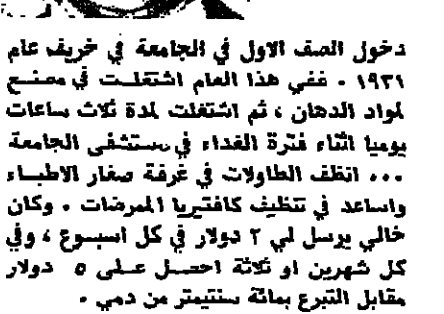 دخول الصف الاول في الجامعة في خريف عام
١٩٣١ . ففي هذا العام اشتغلت في مصنع
لمواد الدهان ، ثم اشتغلت لمدة ثلاث ساعات
يوميا اثناء فترة الغداء في مستشفى الجامعة
... انظف الطاولات في غرفة صغار الاطباء
واساعد في تنظيف كافتيريا الممرضات . وكان
خالي يرسل لي ٢ دولار في كل اسبوع ، وفي
كل شهرين او ثلاثة احصل على ٥ دولار
مقابل التبرع بمائة سنتيمتر من دمي .